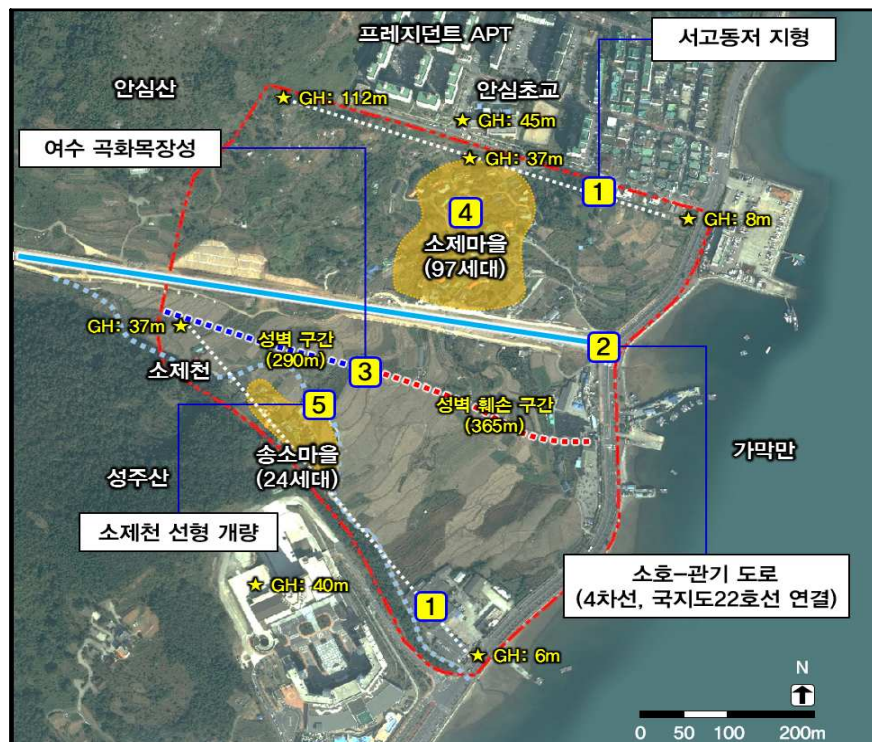 프레지던트 APT
서고동저 지형
안심산
★ GH: 112m
안심초교
★ GH: 45m
여수 곡화목장성
★ GH: 37m
1
★ GH: 8m
4
소제마을
(97세대)
GH: 37m ★
성벽 구간
(290m)
2
3
소제천
5
성벽 훼손 구간
(365m)
송소마을
(24세대)
가막만
성주산
소제천 선형 개량
소호-관기 도로
(4차선, 국지도22호선 연결)
★ GH: 40m
1
★ GH: 6m
N
0 50 100 200m